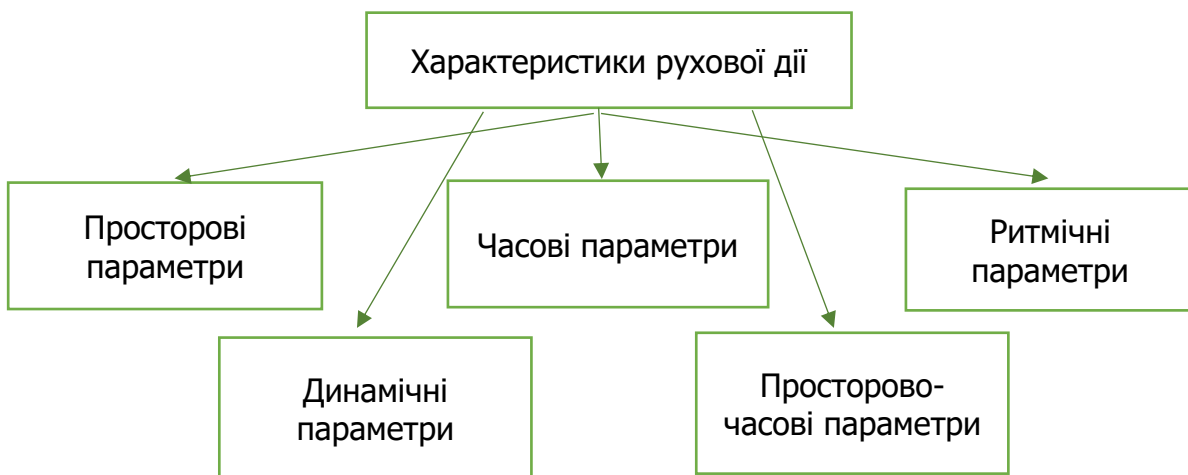 Характеристики рухової дії
Просторові
параметри
Часові параметри
Ритмічні
параметри
Динамічні
параметри
Просторово-
часові параметри